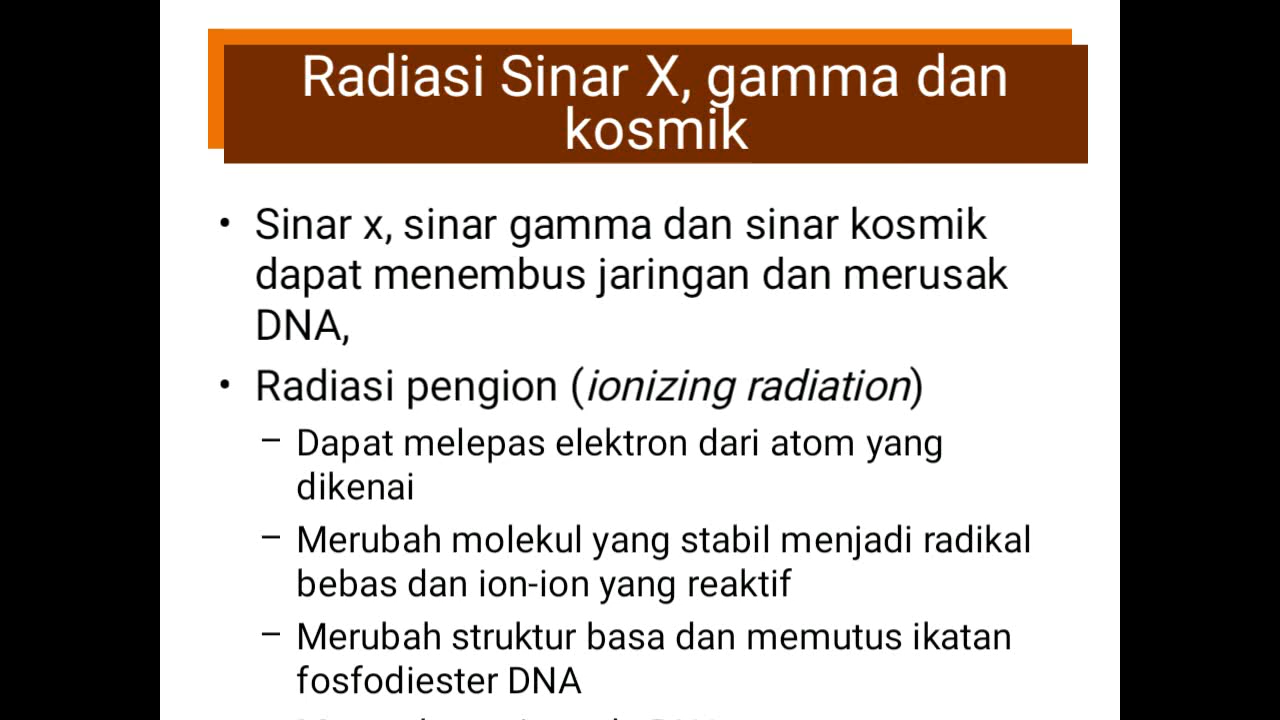 Radiasi Sinar X, gamma dan
kosmik
• Sinar x, sinar gamma dan sinar kosmik
dapat menembus jaringan dan merusak
DNA,
• Radiasi pengion (ionizing radiation)
– Dapat melepas elektron dari atom yang
dikenai
– Merubah molekul yang stabil menjadi radikal
bebas dan ion-ion yang reaktif
– Merubah struktur basa dan memutus ikatan
fosfodiester DNA